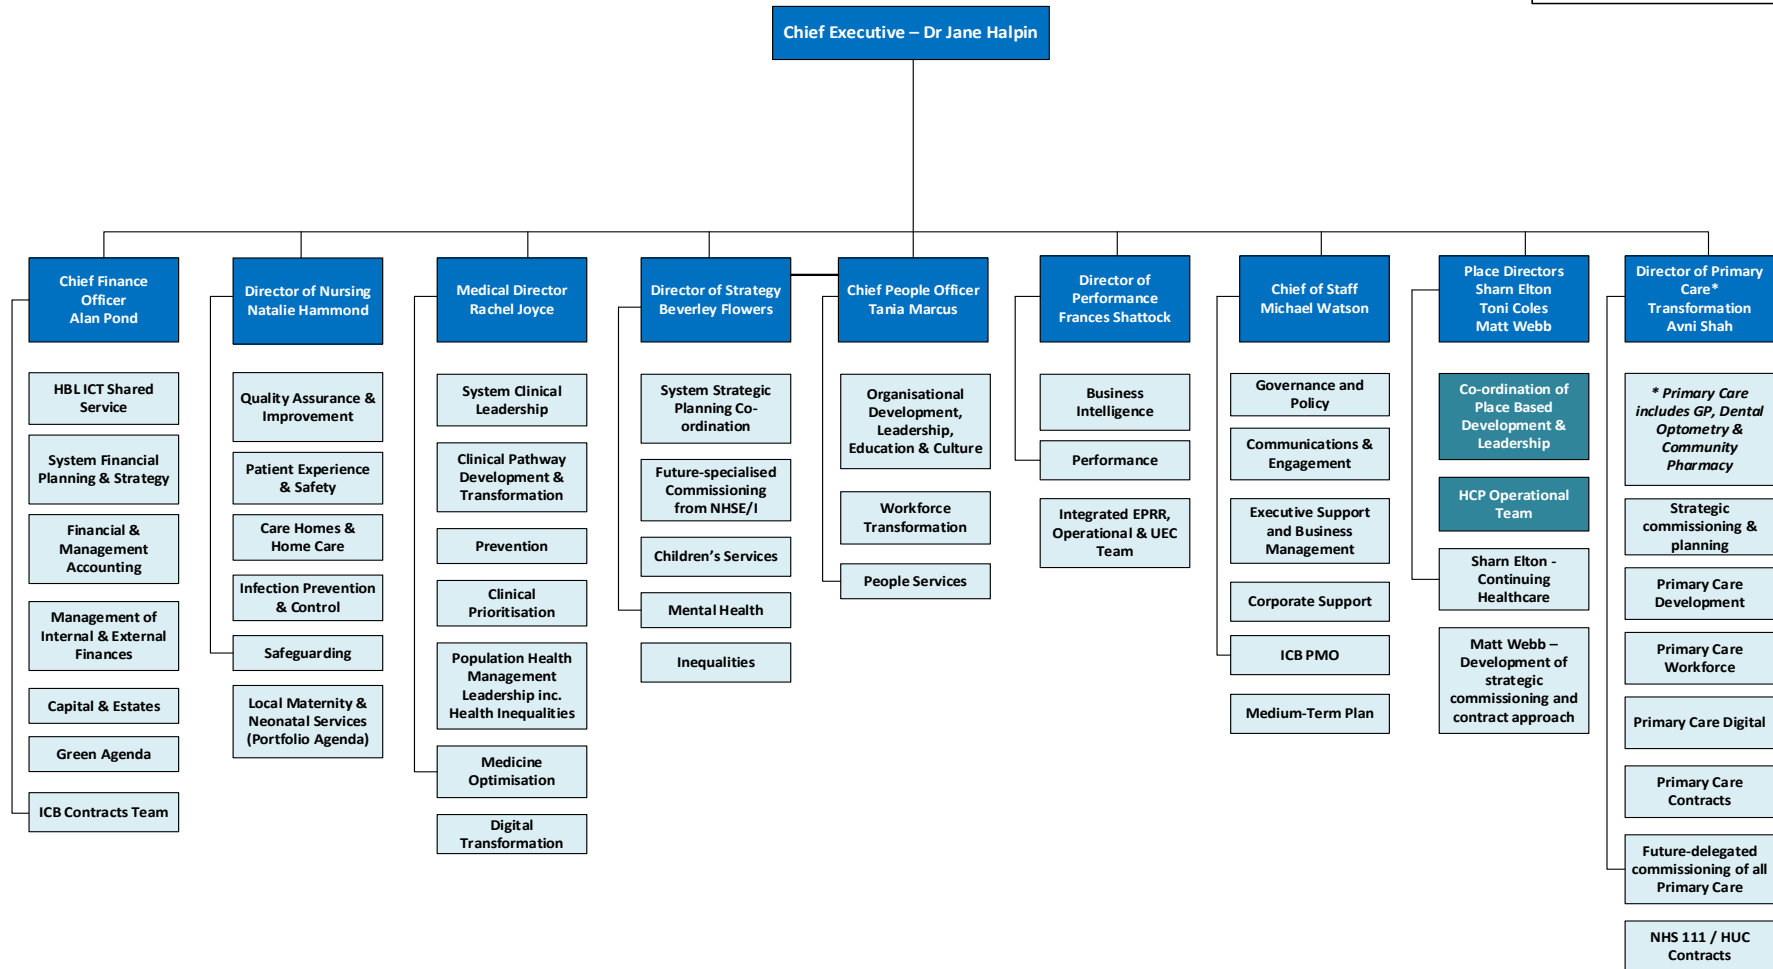 Chief Executive – Dr Jane Halpin
Chief Finance
Officer
Alan Pond
HBL ICT Shared
Service
System Financial
Planning & Strategy
Financial &
Management
Accounting
Management of
Internal & External
Finances
Capital & Estates
Green Agenda
ICB Contracts Team
Director of Nursing
Natalie Hammond
Quality Assurance &
Improvement
Patient Experience
& Safety
Care Homes &
Home Care
Infection Prevention
& Control
Safeguarding
Local Maternity &
Neonatal Services
(Portfolio Agenda)
Medical Director
Rachel Joyce
System Clinical
Leadership
Clinical Pathway
Development &
Transformation
Prevention
Clinical
Prioritisation
Population Health
Management
Leadership inc.
Health Inequalities
Medicine
Optimisation
Digital
Transformation
Director of Strategy
Beverley Flowers
System Strategic
Planning Co-
ordination
Future-specialised
Commissioning
from NHSE/I
Children’s Services
Mental Health
Inequalities
Chief People Officer
Tania Marcus
Organisational
Development,
Leadership,
Education & Culture
Workforce
Transformation
People Services
Director of
Performance
Frances Shattock
Business
Intelligence
Performance
Integrated EPRR,
Operational & UEC
Team
Chief of Staff
Michael Watson
Governance and
Policy
Communications &
Engagement
Executive Support
and Business
Management
Corporate Support
ICB PMO
Medium-Term Plan
Place Directors
Sharn Elton
Toni Coles
Matt Webb
Co-ordination of
Place Based
Development &
Leadership
HCP Operational
Team
Sharn Elton -
Continuing
Healthcare
Matt Webb –
Development of
strategic
commissioning and
contract approach
Director of Primary
Care*
Transformation
Avni Shah
* Primary Care
includes GP, Dental
Optometry &
Community
Pharmacy
Strategic
commissioning &
planning
Primary Care
Development
Primary Care
Workforce
Primary Care Digital
Primary Care
Contracts
Future-delegated
commissioning of all
Primary Care
NHS 111 / HUC
Contracts